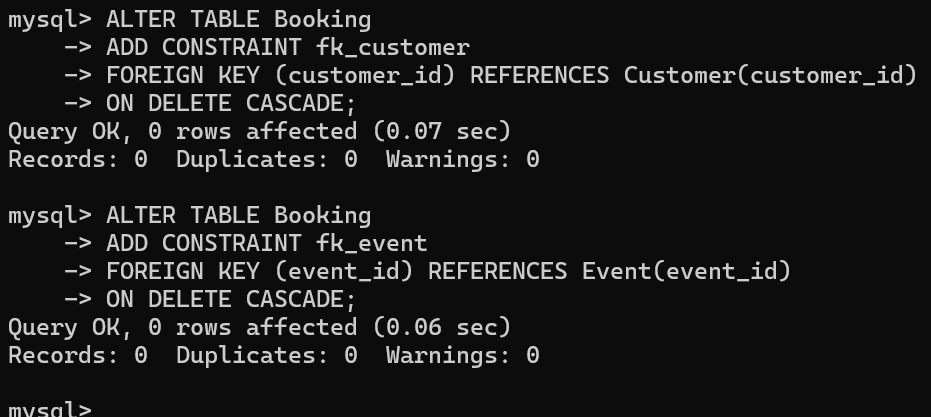 mysql> ALTER TABLE Booking
    -> ADD CONSTRAINT fk_customer
    -> FOREIGN KEY (customer_id) REFERENCES Customer(customer_id)
    -> ON DELETE CASCADE;
Query OK, 0 rows affected (0.07 sec)
Records: 0  Duplicates: 0  Warnings: 0

mysql> ALTER TABLE Booking
    -> ADD CONSTRAINT fk_event
    -> FOREIGN KEY (event_id) REFERENCES Event(event_id)
    -> ON DELETE CASCADE;
Query OK, 0 rows affected (0.06 sec)
Records: 0  Duplicates: 0  Warnings: 0

mysql>